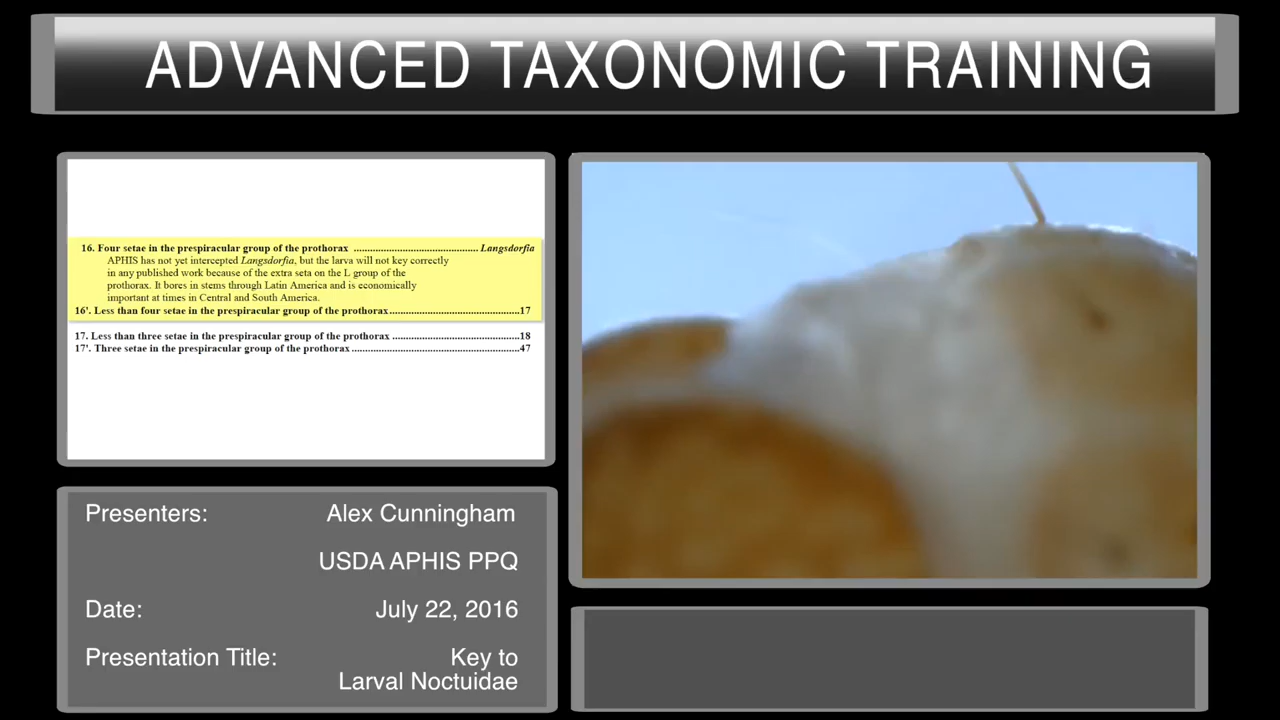 ADVANCED TAXONOMIC TRAINING
16. Four setae in the prespiracular group of the prothorax ................................................ Langsdorfia
APHIS has not yet intercepted Langsdorfia, but the larva will not key correctly
in any published work because of the extra seta on the L group of the
prothorax. It bores in stems through Latin America and is economically
important at times in Central and South America.
16'. Less than four setae in the prespiracular group of the prothorax..................................................17
17. Less than three setae in the prespiracular group of the prothorax .................................................18
17'. Three setae in the prespiracular group of the prothorax ................................................................47
Presenters: Alex Cunningham
USDA APHIS PPQ
Date: July 22, 2016
Presentation Title: Key to
Larval Noctuidae